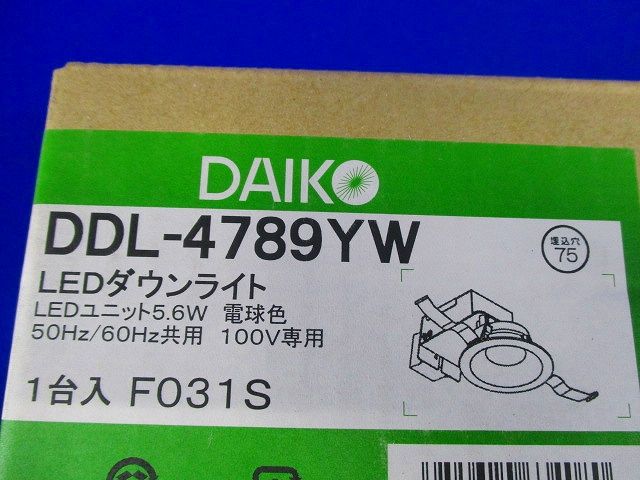 DAIKO
DDL-4789YW
埋込穴
75
LEDダウンライト
LEDユニット5.6W 電球色
50Hz/60Hz共用 100V専用
1台入 F031S